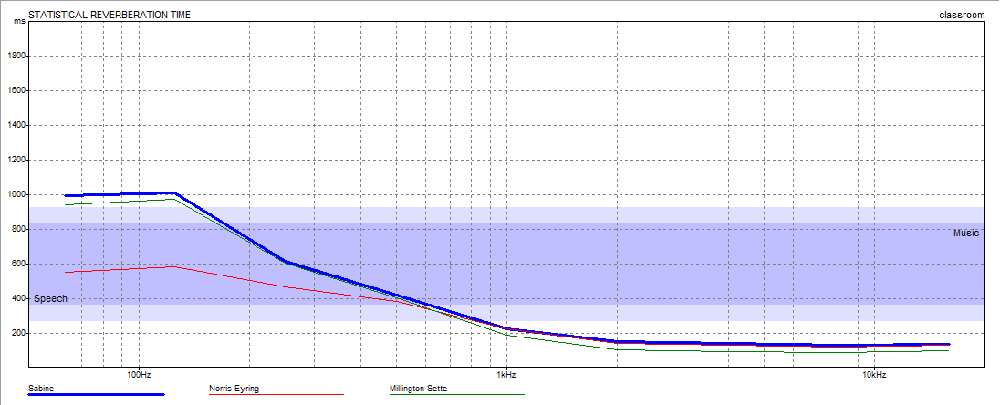 STATISTICAL REVERBERATION TIME classroom
ms
1800
1600
1400
1200
1000
800
Music
600
400
Speech
200
100Hz 1kHz 10kHz
Sabine Norris-Eyring Millington-Sette